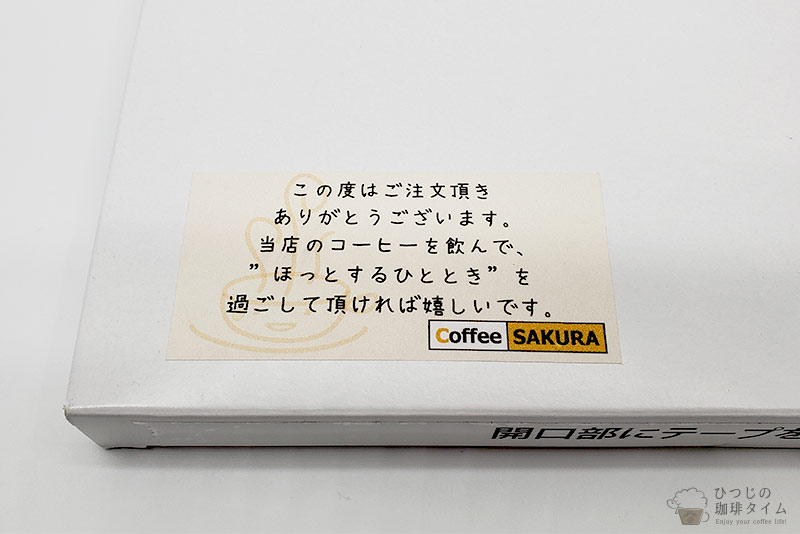 この度はご注文頂き
ありがとうございます。
当店のコーヒーを飲んで、
”ほっとするひととき”を
過ごして頂ければ嬉しいです。
Coffee SAKURA
開口部にテープを
ひつじの
珈琲タイム
Enjoy your coffee life!